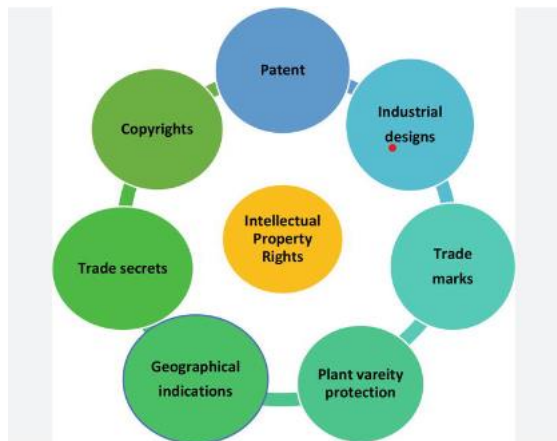 Patent
Industrial
designs
Copyrights
Intellectual
Property
Rights
Trade secrets
Trade
marks
Geographical
indications
Plant vareity
protection